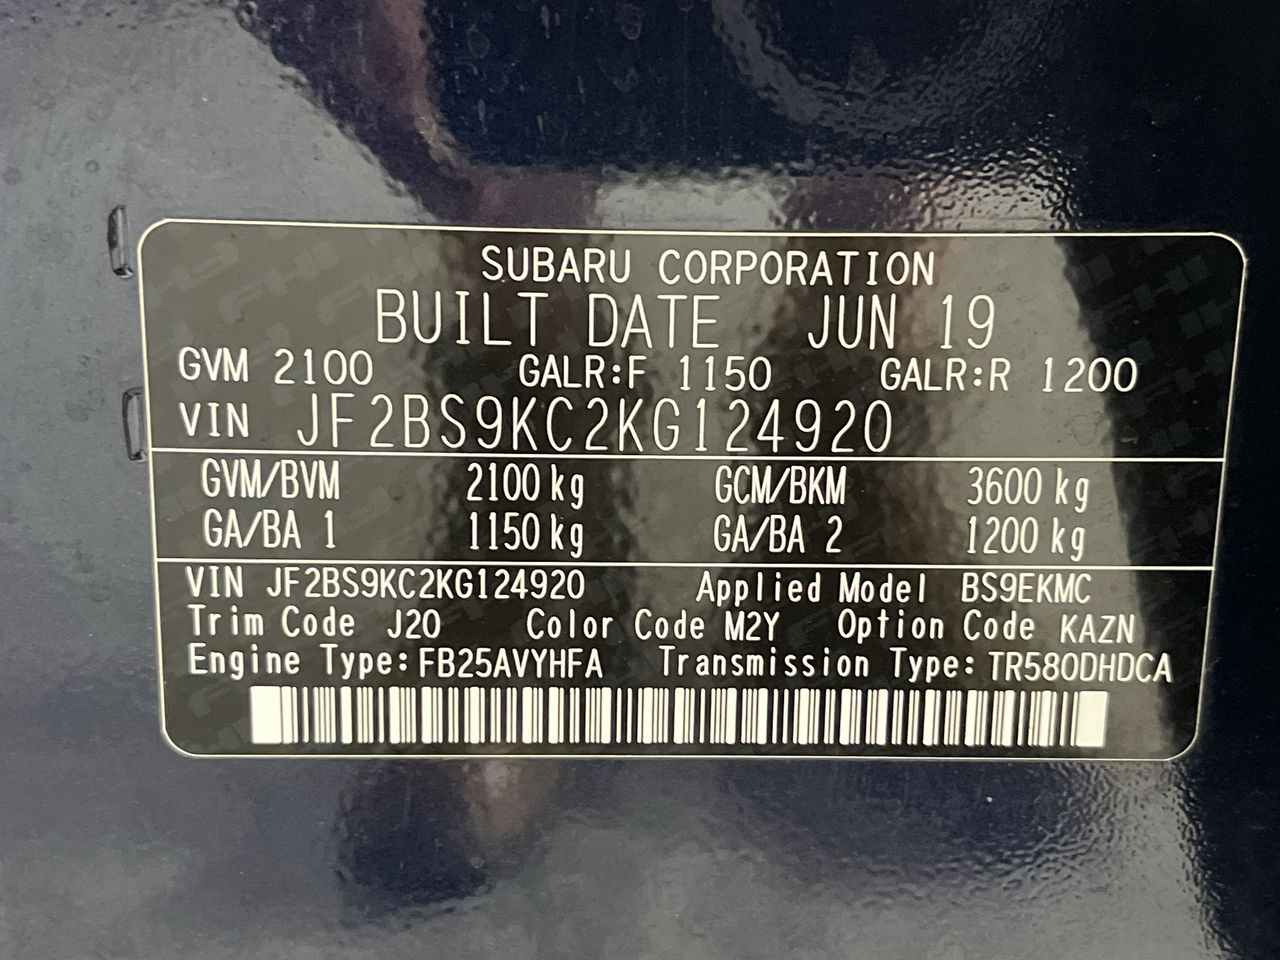 SUBARU CORPORATION
BUILT DATE JUN 19
GVM 2100 GALR:F 1150 GALR:R 1200
VIN JF2BS9KC2KG124920
GVM/BVM 2100 kg GCM/BKM 3600 kg
GA/BA 1 1150 kg GA/BA 2 1200 kg
VIN JF2BS9KC2KG124920 Applied Model BS9EKMC
Trim Code J20 Color Code M2Y Option Code KAZN
Engine Type: FB25AVYHFA Transmission Type: TR580DHDCA